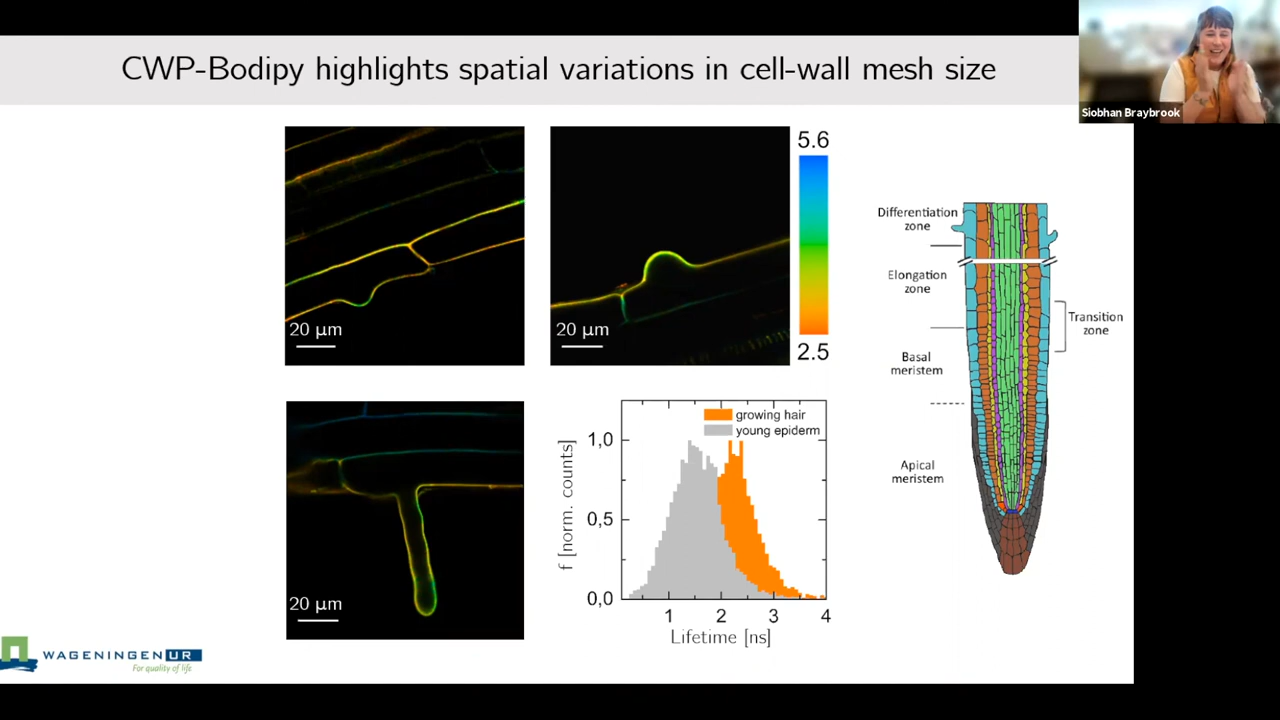 CWP-Bodipy highlights spatial variations in cell-wall mesh size
Siobhan Braybrook
20 µm
20 µm
5.6
2.5
Differentiation
zone
Elongation
zone
Transition
zone
Basal
meristem
Apical
meristem
20 µm
growing hair
young epiderm
f [norm. counts]
1,0
0,5
0,0
1 2 3 4
Lifetime [ns]
WAGENINGEN UR
For quality of life